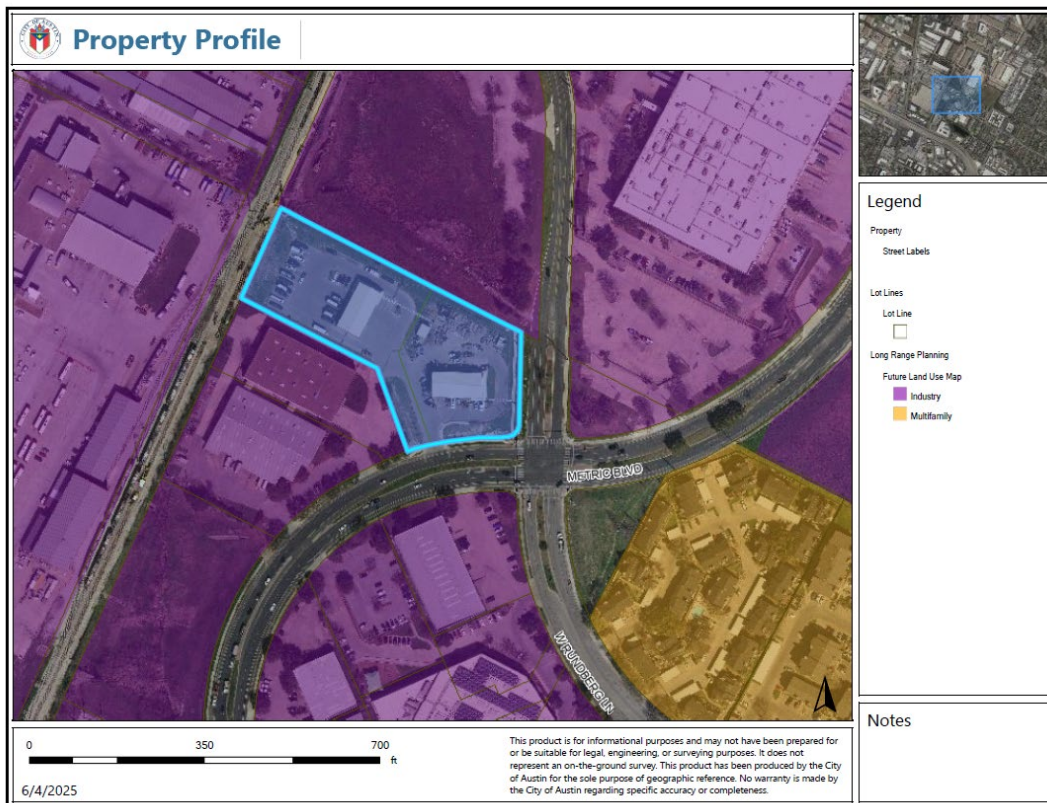 CITY OF AUSTIN
Property Profile
METRIC BLVD
W RUNDBERG LN
Legend
Property
Street Labels
Lot Lines
Lot Line
Long Range Planning
Future Land Use Map
Industry
Multifamily
Notes
0 350 700
ft
6/4/2025
This product is for informational purposes and may not have been prepared for
or be suitable for legal, engineering, or surveying purposes. It does not
represent an on-the-ground survey. This product has been produced by the City
of Austin for the sole purpose of geographic reference. No warranty is made by
the City of Austin regarding specific accuracy or completeness.